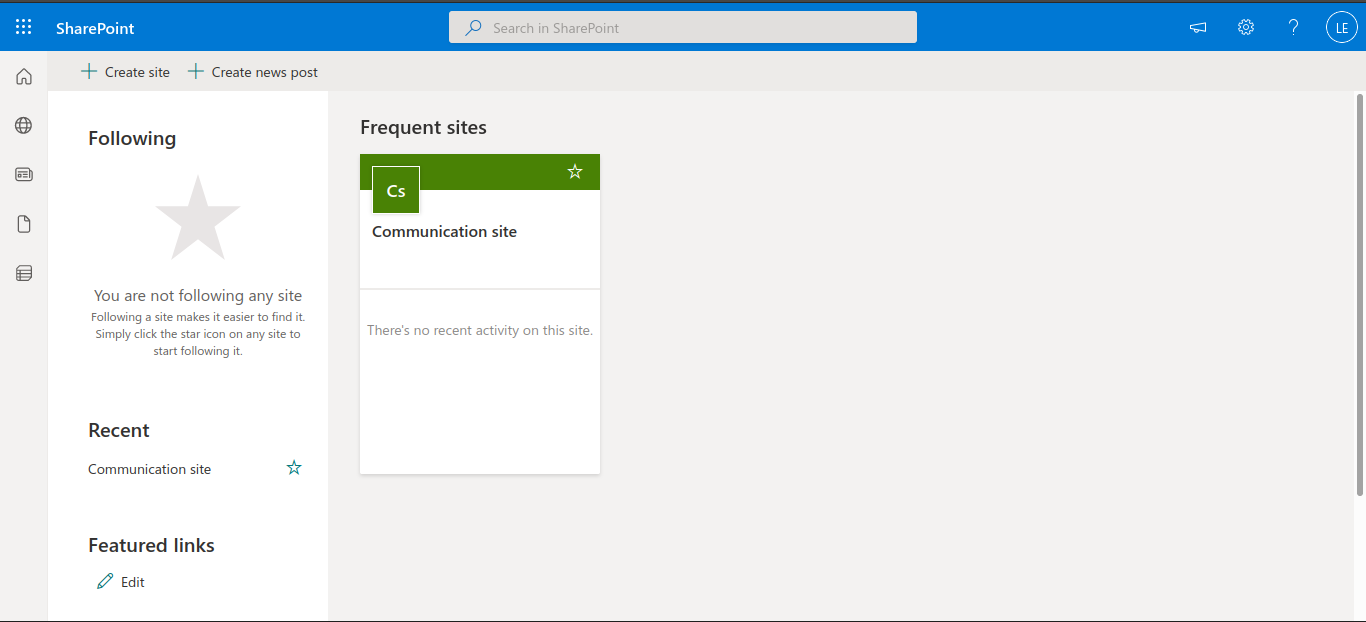 SharePoint
Search in SharePoint
?
LE
Create site
Create news post
Following
You are not following any site
Following a site makes it easier to find it.
Simply click the star icon on any site to
start following it.
Recent
Communication site
Featured links
Edit
Frequent sites
Cs
Communication site
There's no recent activity on this site.